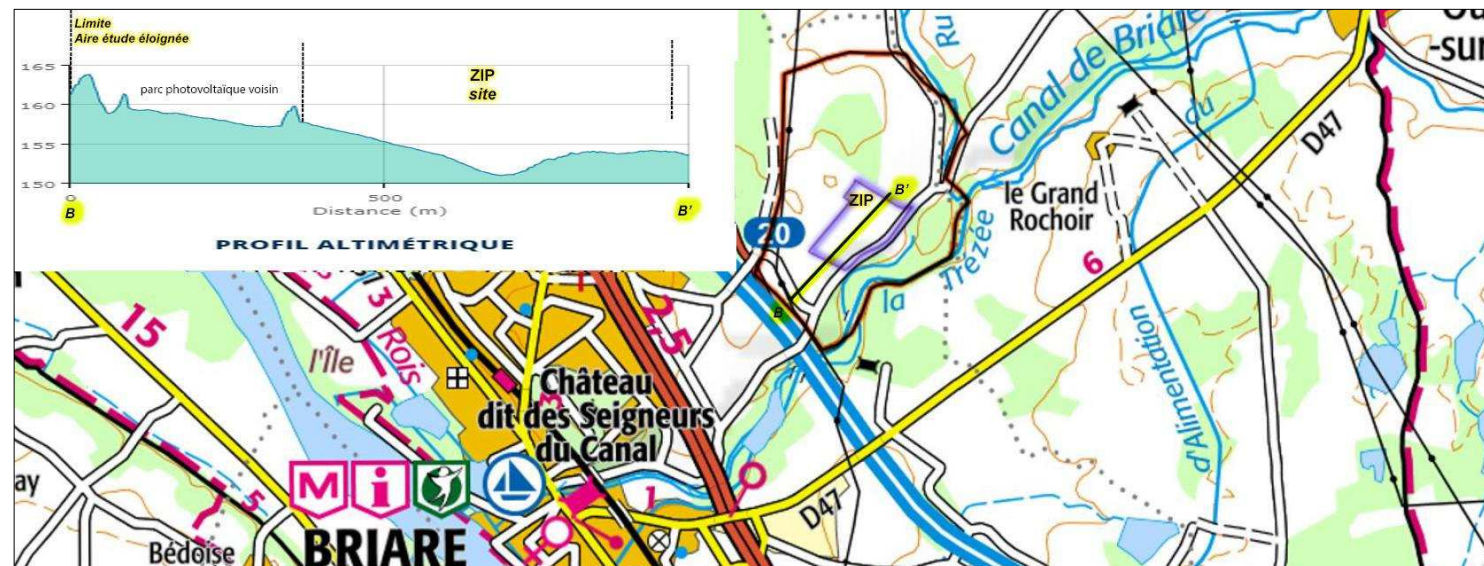 Limite
Aire étude éloignée
165
160
155
150
parc photovoltaïque voisin
ZIP
site
0
500
Distance (m)
B
B'
PROFIL ALTIMÉTRIQUE
Ru
Canal de Briare
du
D47
-sur
ZIP
B'
20
B
le Grand
Rochoir
la Trézée
6
d'Alimentation
15
3
Rois
2,5
l'Île
Château
dit des Seigneurs
du Canal
3
M
i
1
D47
5
ay
Bédoise
BRIARE